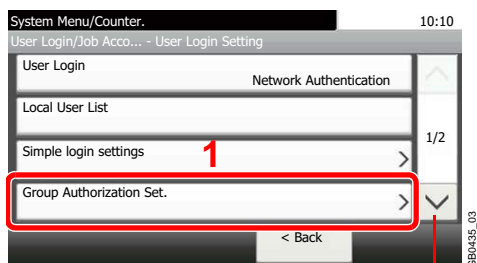 System Menu/Counter. 10:10
User Login/Job Acco... - User Login Setting
User Login
Network Authentication
Local User List
1/2
Simple login settings
1
Group Authorization Set.
< Back
GB0435_03